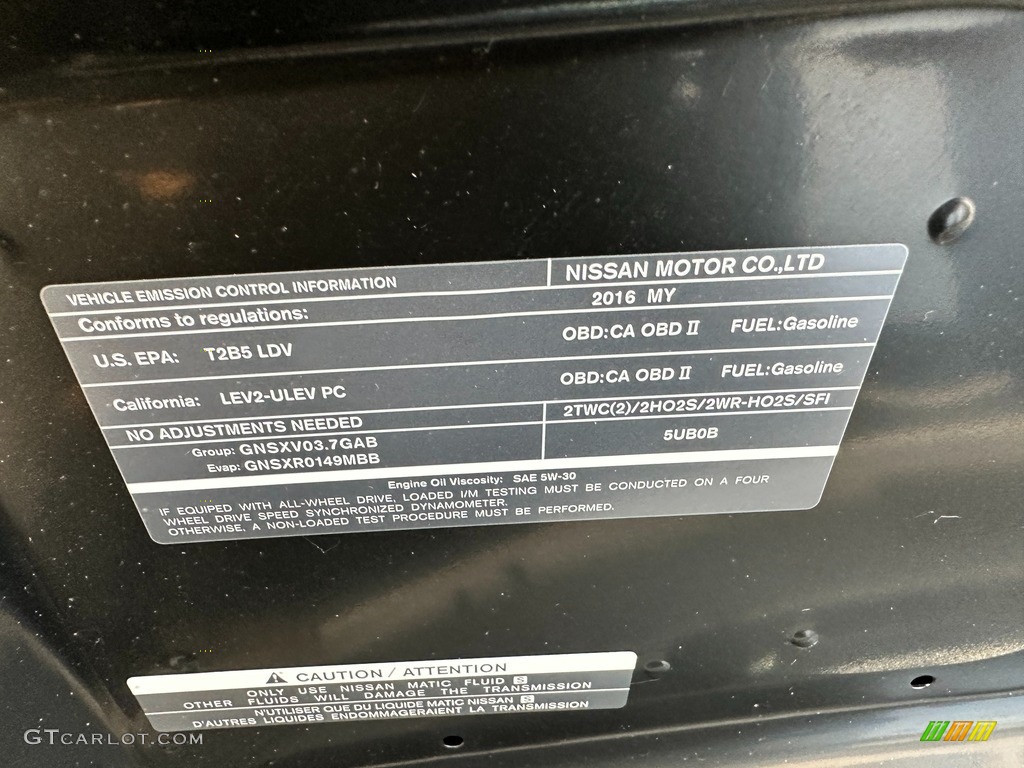 VEHICLE EMISSION CONTROL INFORMATION
NISSAN MOTOR CO.,LTD
Conforms to regulations:
2016 MY
U.S. EPA: T2B5 LDV
OBD:CA OBD II FUEL:Gasoline
California: LEV2-ULEV PC
OBD:CA OBD II FUEL:Gasoline
NO ADJUSTMENTS NEEDED
2TWC(2)/2HO2S/2WR-HO2S/SFI
Group: GNSXV03.7GAB
Evap: GNSXR0149MBB
5UB0B
Engine Oil Viscosity: SAE 5W-30
IF EQUIPED WITH ALL-WHEEL DRIVE, LOADED I/M TESTING MUST BE CONDUCTED ON A FOUR
WHEEL DRIVE SPEED SYNCHRONIZED DYNAMOMETER.
OTHERWISE, A NON-LOADED TEST PROCEDURE MUST BE PERFORMED.
CAUTION / ATTENTION
ONLY USE NISSAN MATIC FLUID S
OTHER FLUIDS WILL DAMAGE THE TRANSMISSION
N'UTILISER QUE DU LIQUIDE MATIC NISSAN S
D'AUTRES LIQUIDES ENDOMMAGERAIENT LA TRANSMISSION
GTCARLOT.COM